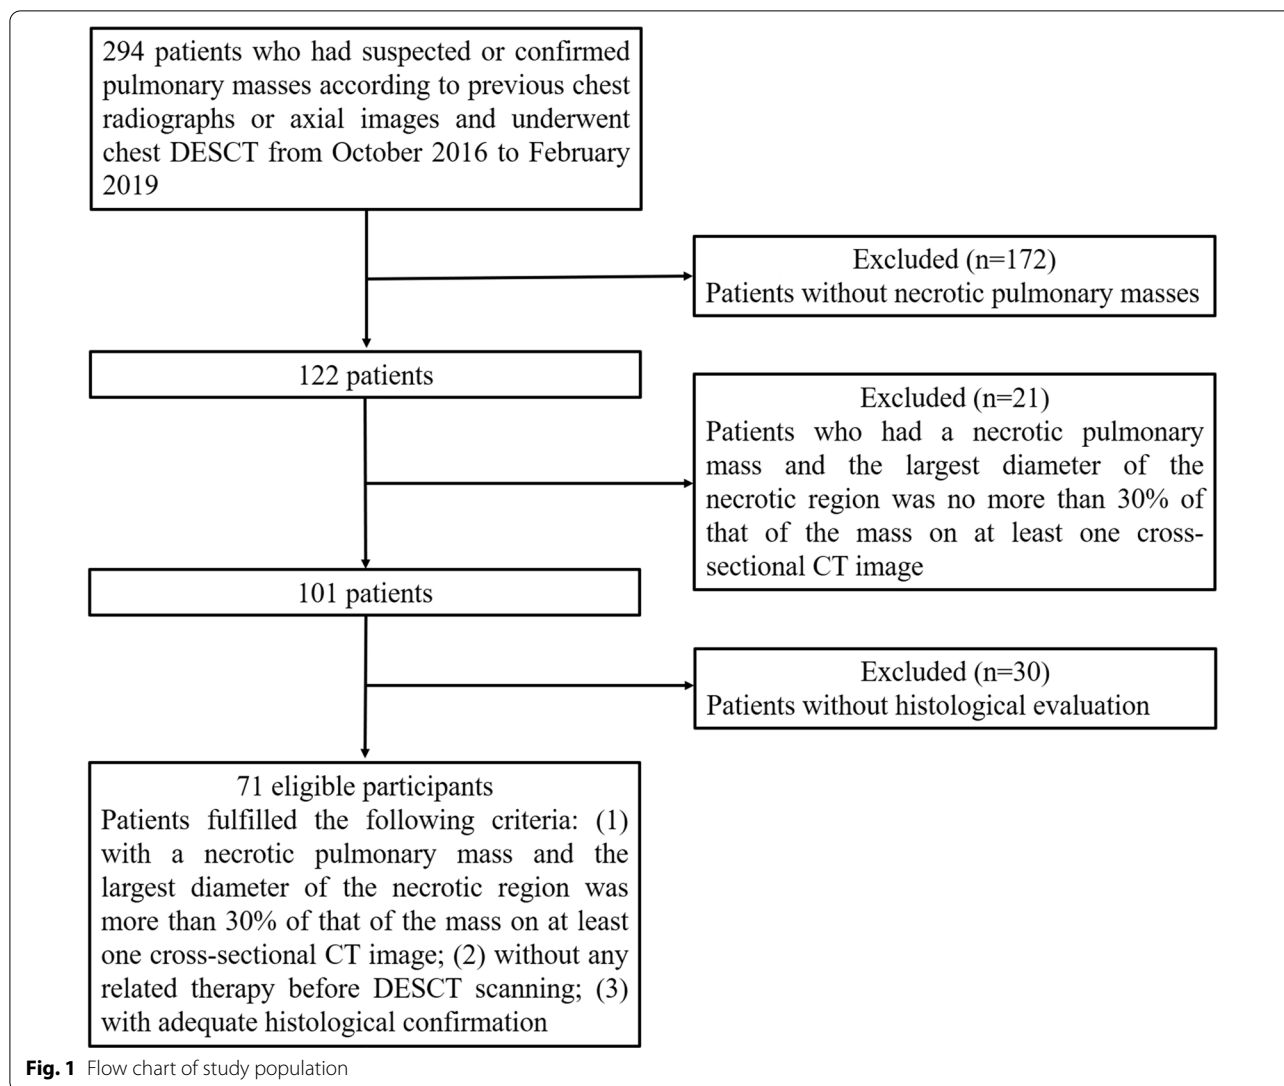 294 patients who had suspected or confirmed
pulmonary masses according to previous chest
radiographs or axial images and underwent
chest DESCT from October 2016 to February
2019
Excluded (n=172)
Patients without necrotic pulmonary masses
122 patients
Excluded (n=21)
Patients who had a necrotic pulmonary
mass and the largest diameter of the
necrotic region was no more than 30% of
that of the mass on at least one cross-
sectional CT image
101 patients
Excluded (n=30)
Patients without histological evaluation
71 eligible participants
Patients fulfilled the following criteria: (1)
with a necrotic pulmonary mass and the
largest diameter of the necrotic region was
more than 30% of that of the mass on at least
one cross-sectional CT image; (2) without any
related therapy before DESCT scanning; (3)
with adequate histological confirmation
Fig. 1 Flow chart of study population